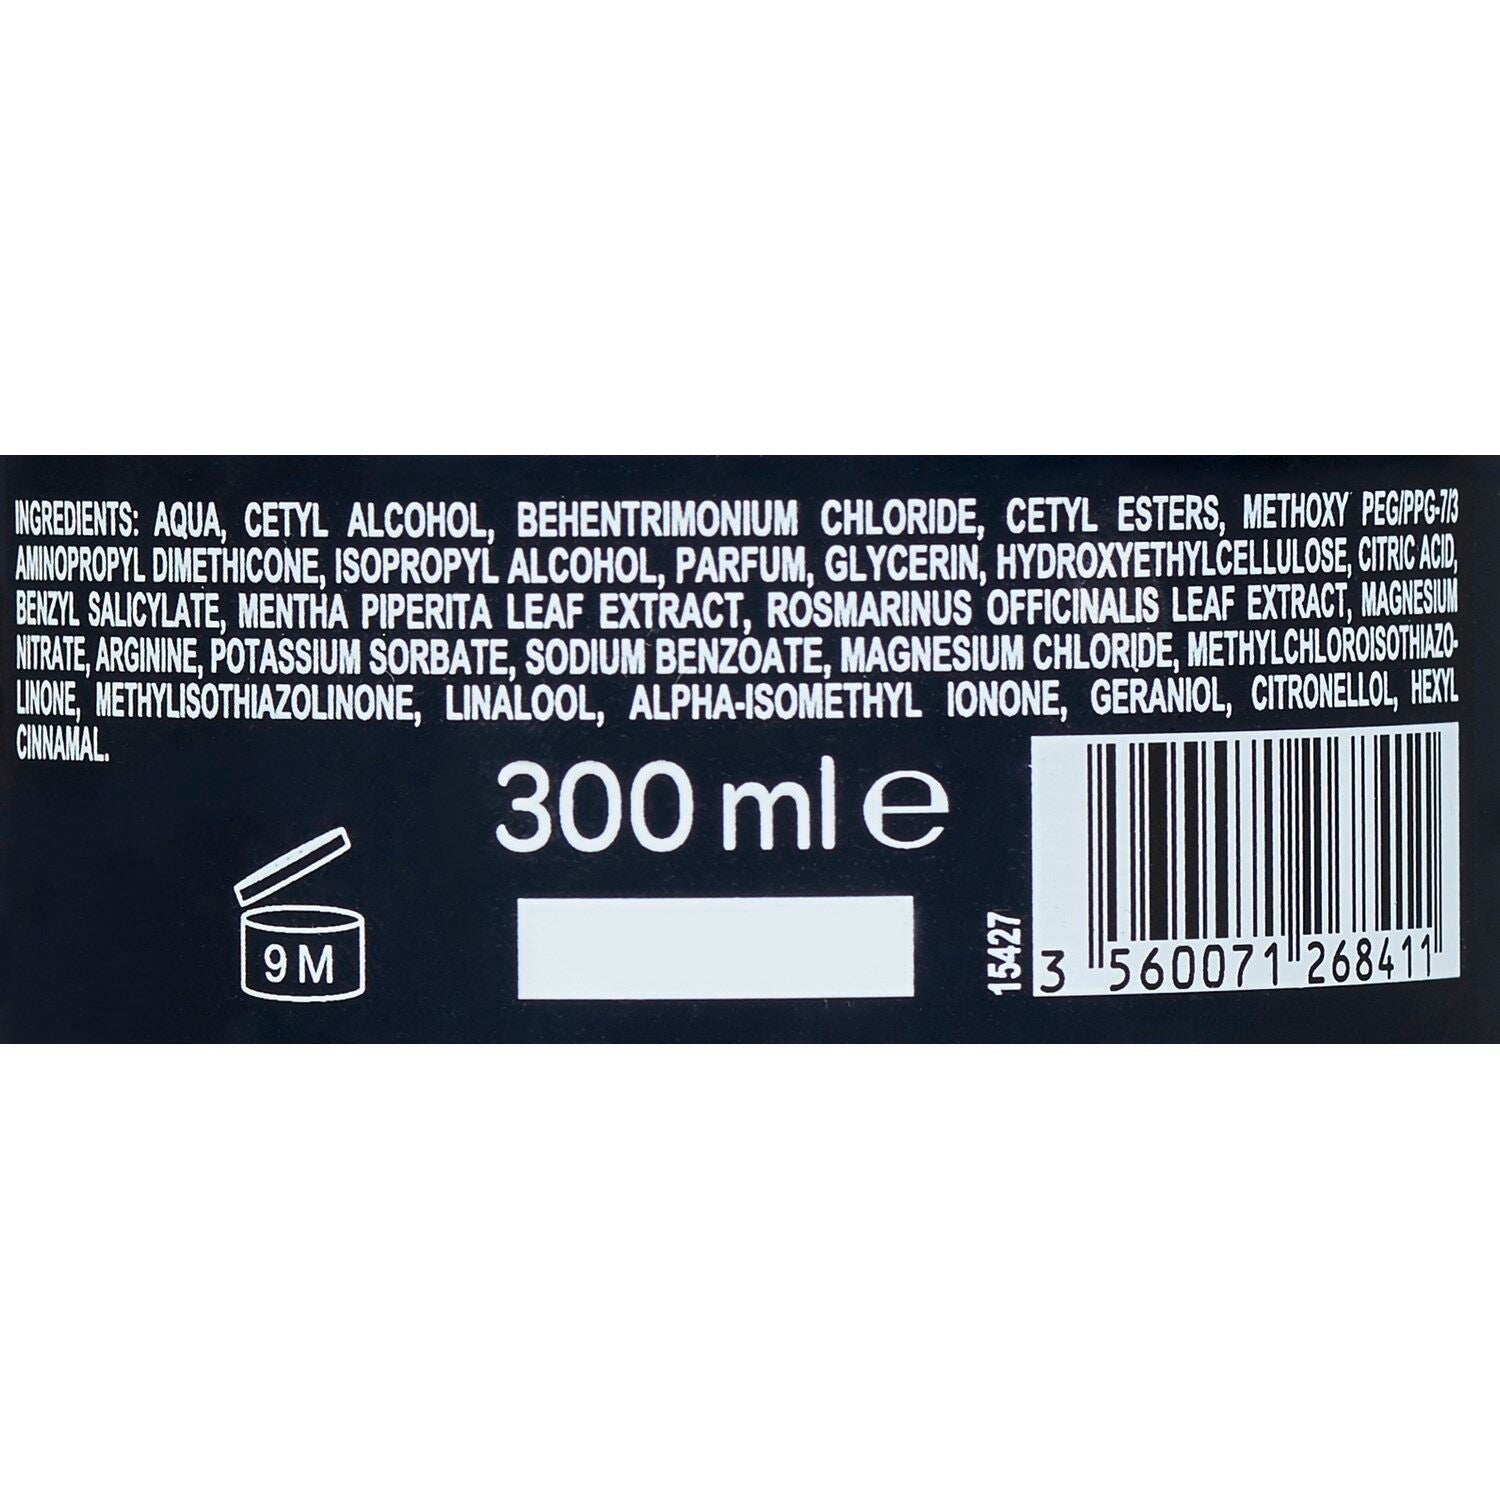 INGREDIENTS: AQUA, CETYL ALCOHOL, BEHENTRIMONIUM CHLORIDE, CETYL ESTERS, METHOXY PEG/PPG-7/3
AMINOPROPYL DIMETHICONE, ISOPROPYL ALCOHOL, PARFUM, GLYCERIN, HYDROXYETHYLCELLULOSE, CITRIC ACID,
BENZYL SALICYLATE, MENTHA PIPERITA LEAF EXTRACT, ROSMARINUS OFFICINALIS LEAF EXTRACT, MAGNESIUM
NITRATE, ARGININE, POTASSIUM SORBATE, SODIUM BENZOATE, MAGNESIUM CHLORIDE, METHYLCHLOROISOTHIAZO-
LINONE, METHYLISOTHIAZOLINONE, LINALOOL, ALPHA-ISOMETHYL IONONE, GERANIOL, CITRONELLOL, HEXYL
CINNAMAL.
300 ml e
9 M
15427
3 560071 268411